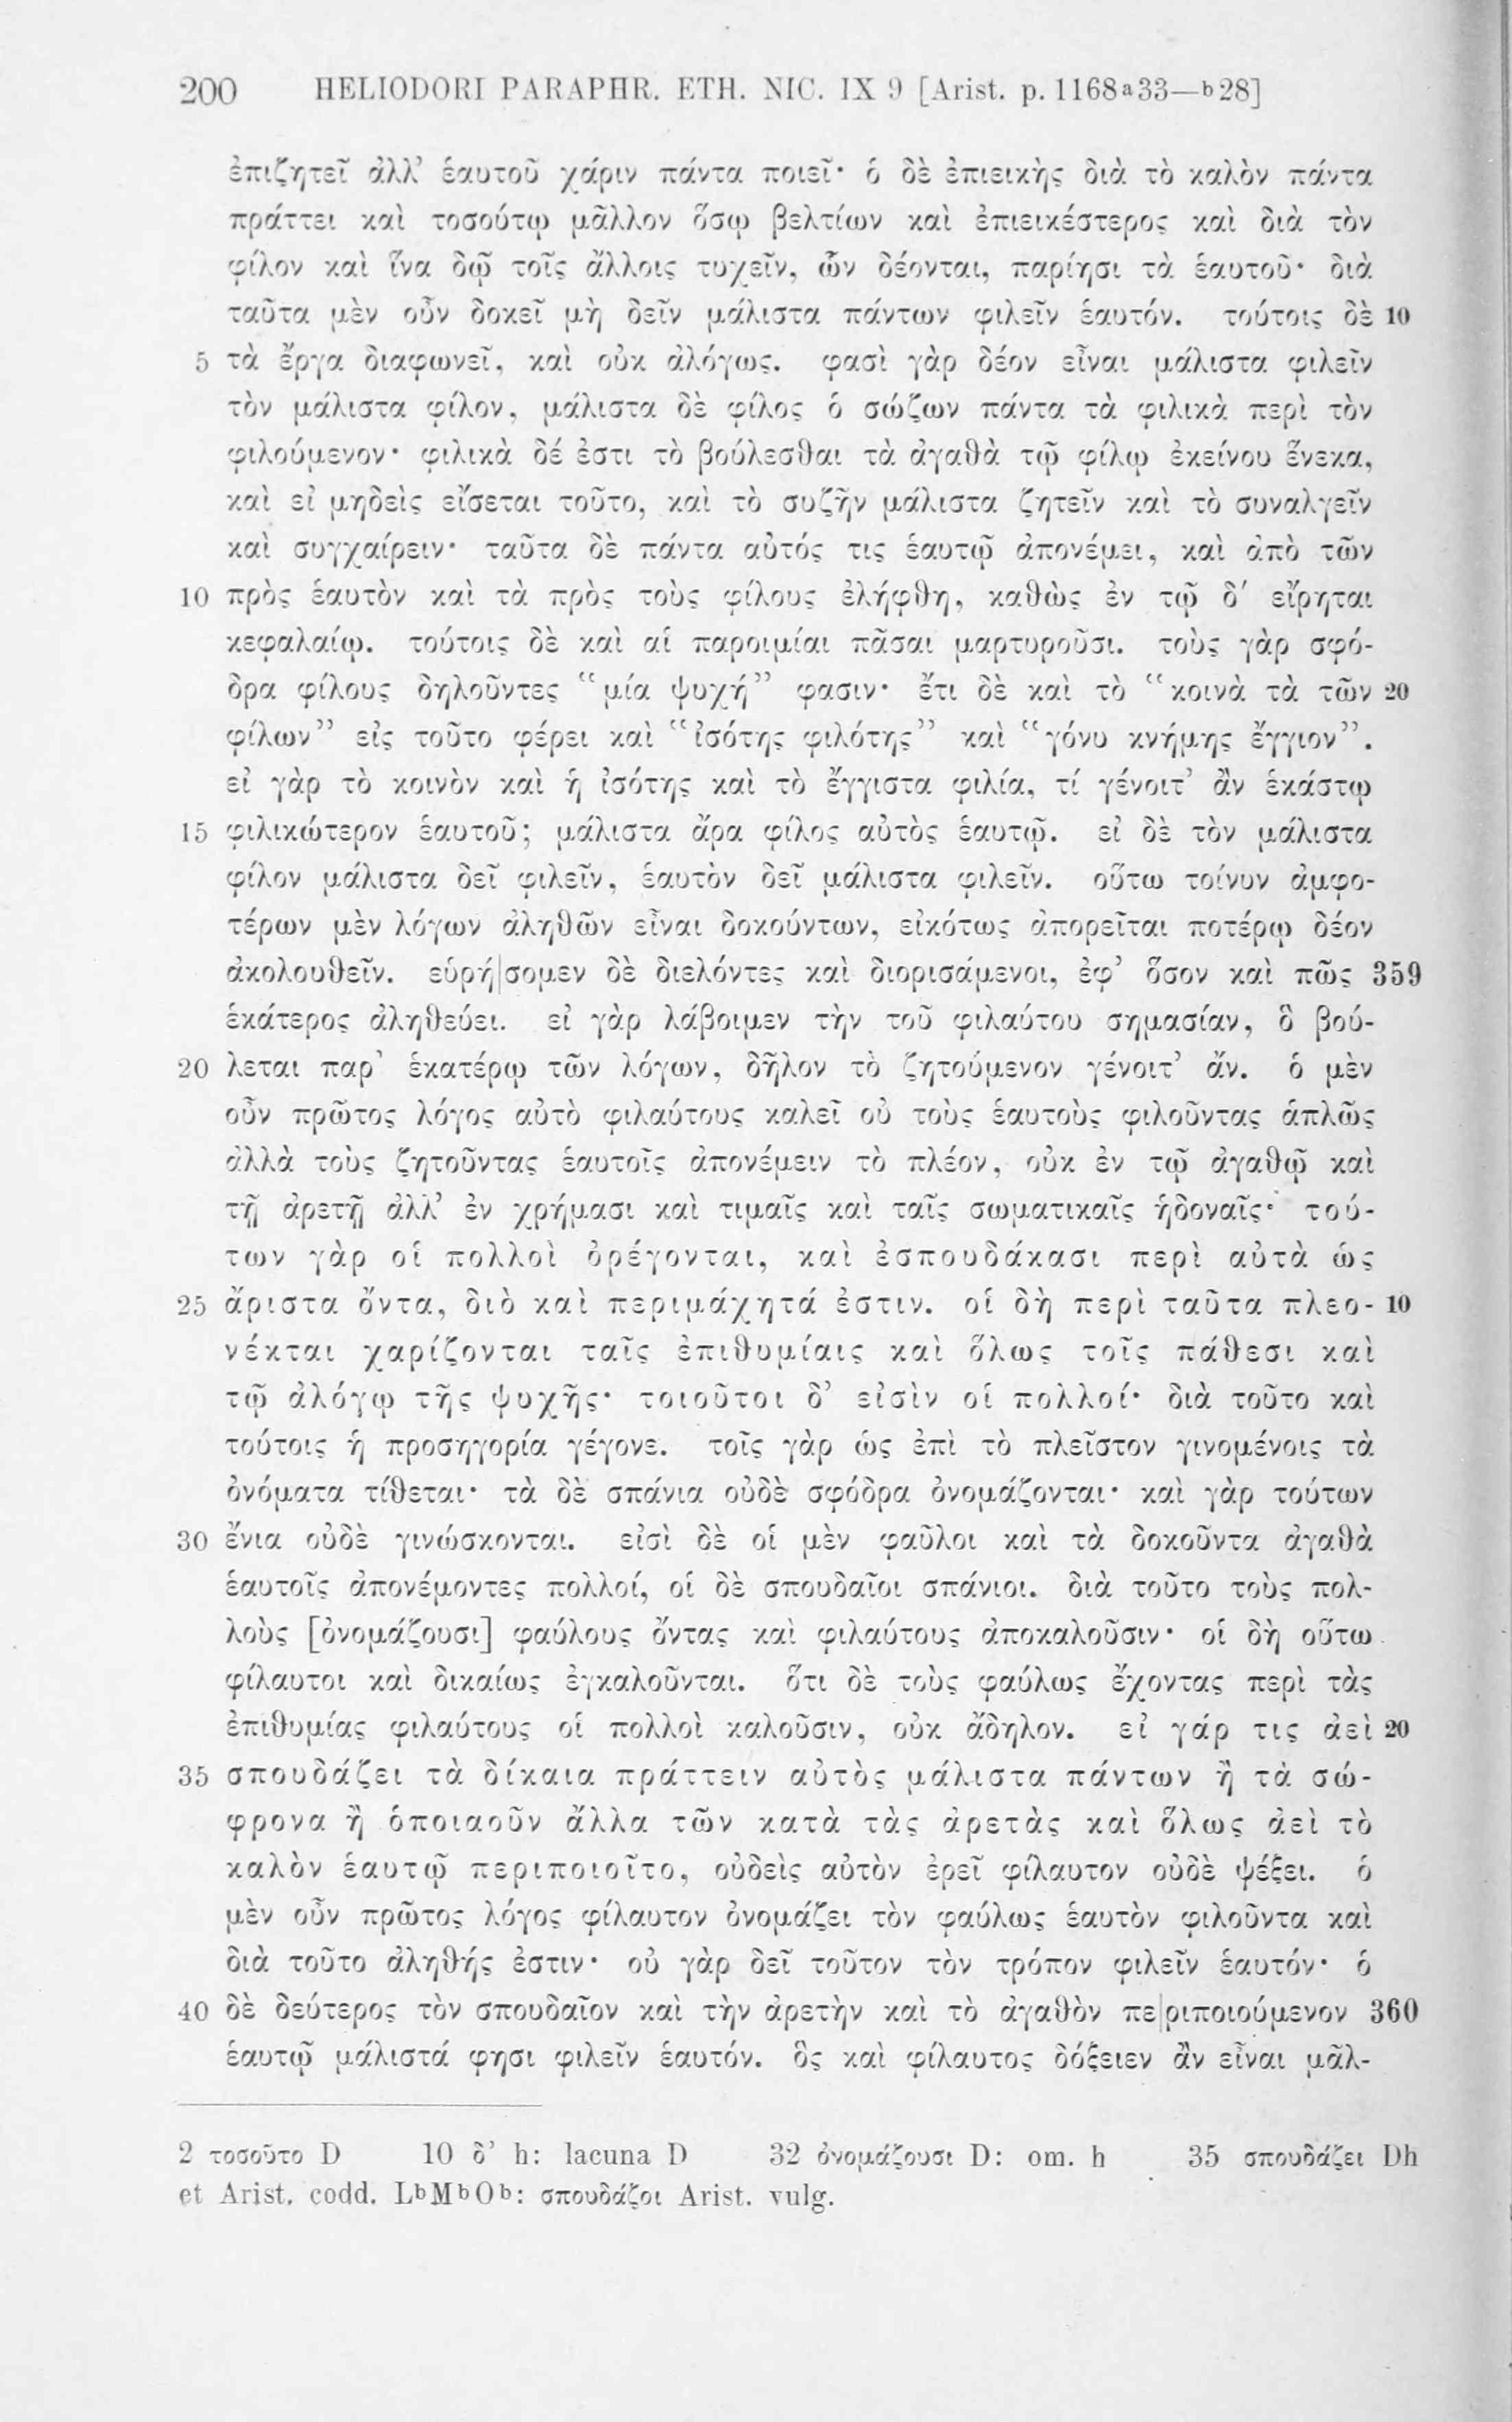 200 HELIODORI PARAPHR. ETH. NIC. IX 9 [Arist. p. 1168a33—b28]
ἐπιζητεῖ ἀλλ’ ἑαυτοῦ χάριν πάντα ποιεῖ· ὁ δὲ ἐπιεικὴς διὰ τὸ καλὸν πάντα
πράττει καὶ τοσούτῳ μᾶλλον ὅσῳ βελτίων καὶ ἐπιεικέστερος καὶ διὰ τὸν
φίλον καὶ ἵνα δῷ τοῖς ἄλλοις τυχεῖν, ὧν δέονται, παρίησι τὰ ἑαυτοῦ· διὰ
ταῦτα μὲν οὖν δοκεῖ μὴ δεῖν μάλιστα πάντων φιλεῖν ἑαυτόν. τούτοις δὲ 10
5 τὰ ἔργα διαφωνεῖ, καὶ οὐκ ἀλόγως. φασὶ γὰρ δέον εἶναι μάλιστα φιλεῖν
τὸν μάλιστα φίλον, μάλιστα δὲ φίλος ὁ σώζων πάντα τὰ φιλικὰ περὶ τὸν
φιλούμενον· φιλικὰ δέ ἐστι τὸ βούλεσθαι τὰ ἀγαθὰ τῷ φίλῳ ἐκείνου ἕνεκα,
καὶ εἰ μηδεὶς εἴσεται τοῦτο, καὶ τὸ συζῆν μάλιστα ζητεῖν καὶ τὸ συναλγεῖν
καὶ συγχαίρειν· ταῦτα δὲ πάντα αὐτός τις ἑαυτῷ ἀπονέμει, καὶ ἀπὸ τῶν
10 πρὸς ἑαυτὸν καὶ τὰ πρὸς τοὺς φίλους ἐλήφθη, καθὼς ἐν τῷ δ′ εἴρηται
κεφαλαίῳ. τούτοις δὲ καὶ αἱ παροιμίαι πᾶσαι μαρτυροῦσι. τοὺς γὰρ σφό-
δρα φίλους δηλοῦντες “μία ψυχή” φασιν· ἔτι δὲ καὶ τὸ “κοινὰ τὰ τῶν 20
φίλων” εἰς τοῦτο φέρει καὶ “ἰσότης φιλότης” καὶ “γόνυ κνήμης ἔγγιον”.
εἰ γὰρ τὸ κοινὸν καὶ ἡ ἰσότης καὶ τὸ ἔγγιστα φιλία, τί γένοιτ’ ἂν ἑκάστῳ
15 φιλικώτερον ἑαυτοῦ; μάλιστα ἄρα φίλος αὐτὸς ἑαυτῷ. εἰ δὲ τὸν μάλιστα
φίλον μάλιστα δεῖ φιλεῖν, ἑαυτὸν δεῖ μάλιστα φιλεῖν. οὕτω τοίνυν ἀμφο-
τέρων μὲν λόγων ἀληθῶν εἶναι δοκούντων, εἰκότως ἀπορεῖται ποτέρῳ δέον
ἀκολουθεῖν. εὑρή|σομεν δὲ διελόντες καὶ διορισάμενοι, ἐφ’ ὅσον καὶ πῶς 359
ἑκάτερος ἀληθεύει. εἰ γὰρ λάβοιμεν τὴν τοῦ φιλαύτου σημασίαν, ὃ βού-
20 λεται παρ’ ἑκατέρῳ τῶν λόγων, δῆλον τὸ ζητούμενον γένοιτ’ ἄν. ὁ μὲν
οὖν πρῶτος λόγος αὐτὸ φιλαύτους καλεῖ οὐ τοὺς ἑαυτοὺς φιλοῦντας ἁπλῶς
ἀλλὰ τοὺς ζητοῦντας ἑαυτοῖς ἀπονέμειν τὸ πλέον, οὐκ ἐν τῷ ἀγαθῷ καὶ
τῇ ἀρετῇ ἀλλ’ ἐν χρήμασι καὶ τιμαῖς καὶ ταῖς σωματικαῖς ἡδοναῖς· τού-
των γὰρ οἱ πολλοὶ ὀρέγονται, καὶ ἐσπουδάκασι περὶ αὐτὰ ὡς
25 ἄριστα ὄντα, διὸ καὶ περιμάχητά ἐστιν. οἱ δὴ περὶ ταῦτα πλεο- 10
νέκται χαρίζονται ταῖς ἐπιθυμίαις καὶ ὅλως τοῖς πάθεσι καὶ
τῷ ἀλόγῳ τῆς ψυχῆς· τοιοῦτοι δ’ εἰσὶν οἱ πολλοί· διὰ τοῦτο καὶ
τούτοις ἡ προσηγορία γέγονε. τοῖς γὰρ ὡς ἐπὶ τὸ πλεῖστον γινομένοις τὰ
ὀνόματα τίθεται· τὰ δὲ σπάνια οὐδὲ σφόδρα ὀνομάζονται· καὶ γὰρ τούτων
30 ἔνια οὐδὲ γινώσκονται. εἰσὶ δὲ οἱ μὲν φαῦλοι καὶ τὰ δοκοῦντα ἀγαθὰ
ἑαυτοῖς ἀπονέμοντες πολλοί, οἱ δὲ σπουδαῖοι σπάνιοι. διὰ τοῦτο τοὺς πολ-
λοὺς [ὀνομάζουσι] φαύλους ὄντας καὶ φιλαύτους ἀποκαλοῦσιν· οἱ δὴ οὕτω
φίλαυτοι καὶ δικαίως ἐγκαλοῦνται. ὅτι δὲ τοὺς φαύλως ἔχοντας περὶ τὰς
ἐπιθυμίας φιλαύτους οἱ πολλοὶ καλοῦσιν, οὐκ ἄδηλον. εἰ γάρ τις ἀεὶ 20
35 σπουδάζει τὰ δίκαια πράττειν αὐτὸς μάλιστα πάντων ἢ τὰ σώ-
φρονα ἢ ὁποιαοῦν ἄλλα τῶν κατὰ τὰς ἀρετὰς καὶ ὅλως ἀεὶ τὸ
καλὸν ἑαυτῷ περιποιοῖτο, οὐδεὶς αὐτὸν ἐρεῖ φίλαυτον οὐδὲ ψέξει. ὁ
μὲν οὖν πρῶτος λόγος φίλαυτον ὀνομάζει τὸν φαύλως ἑαυτὸν φιλοῦντα καὶ
διὰ τοῦτο ἀληθής ἐστιν· οὐ γὰρ δεῖ τοῦτον τὸν τρόπον φιλεῖν ἑαυτόν· ὁ
40 δὲ δεύτερος τὸν σπουδαῖον καὶ τὴν ἀρετὴν καὶ τὸ ἀγαθὸν πε|ριποιούμενον 360
ἑαυτῷ μάλιστά φησι φιλεῖν ἑαυτόν. ὃς καὶ φίλαυτος δόξειεν ἂν εἶναι μᾶλ-
2 τοσοῦτο D 10 δ’ h: lacuna D 32 ὀνομάζουσι D: om. h 35 σπουδάζει Dh
et Arist. codd. LbMbOb: σπουδάζοι Arist. vulg.